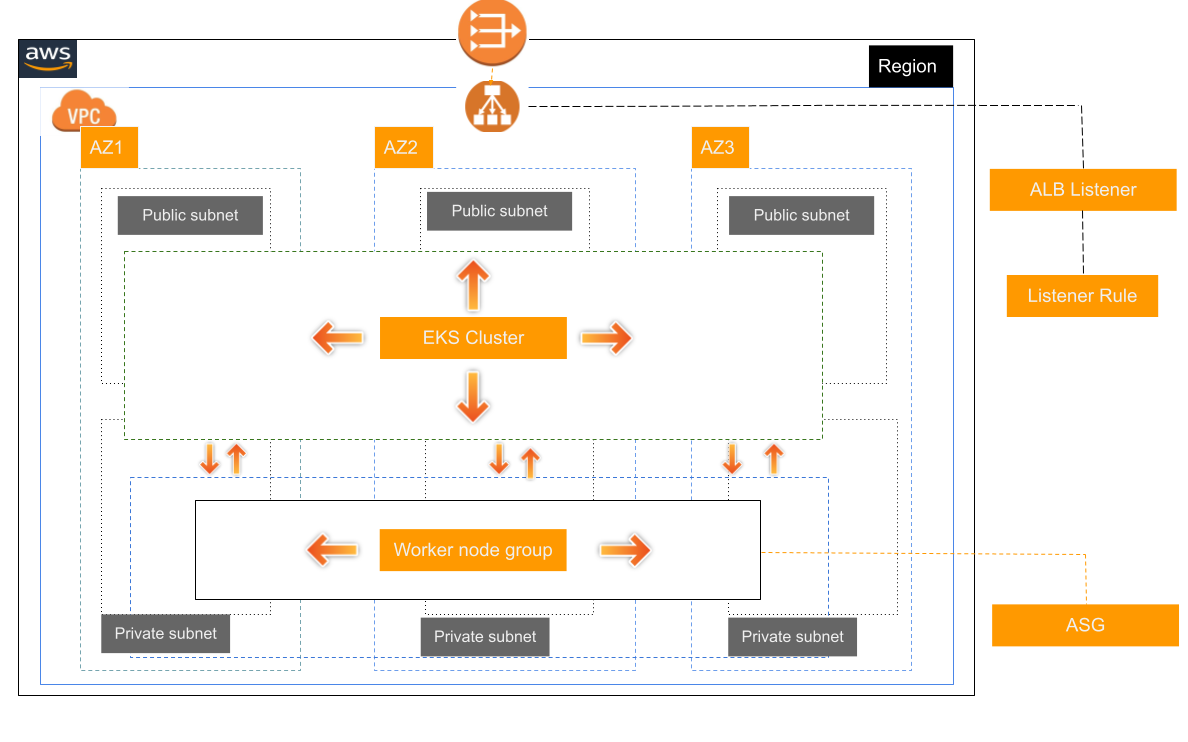 aws
Region
VPC
AZ1
AZ2
AZ3
Public subnet
Public subnet
Public subnet
ALB Listener
Listener Rule
EKS Cluster
Worker node group
ASG
Private subnet
Private subnet
Private subnet